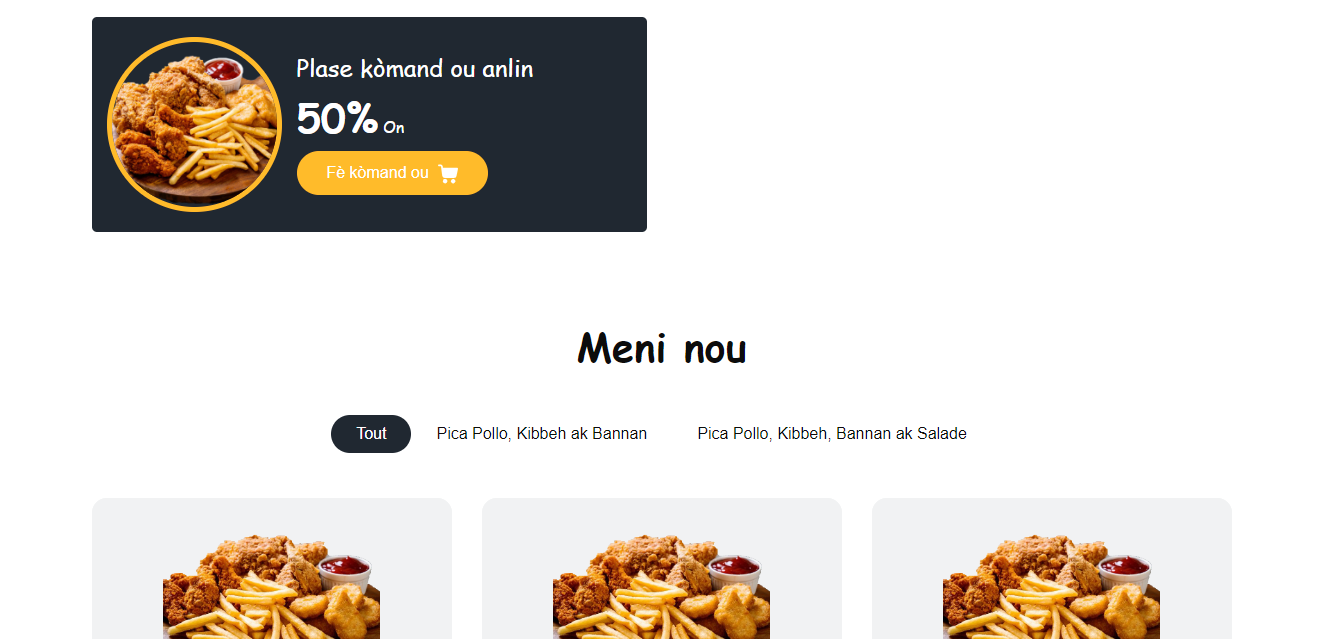 Plase kòmand ou anlin
50% On
Fè kòmand ou
Meni nou
Tout
Pica Pollo, Kibbeh ak Bannan
Pica Pollo, Kibbeh, Bannan ak Salade